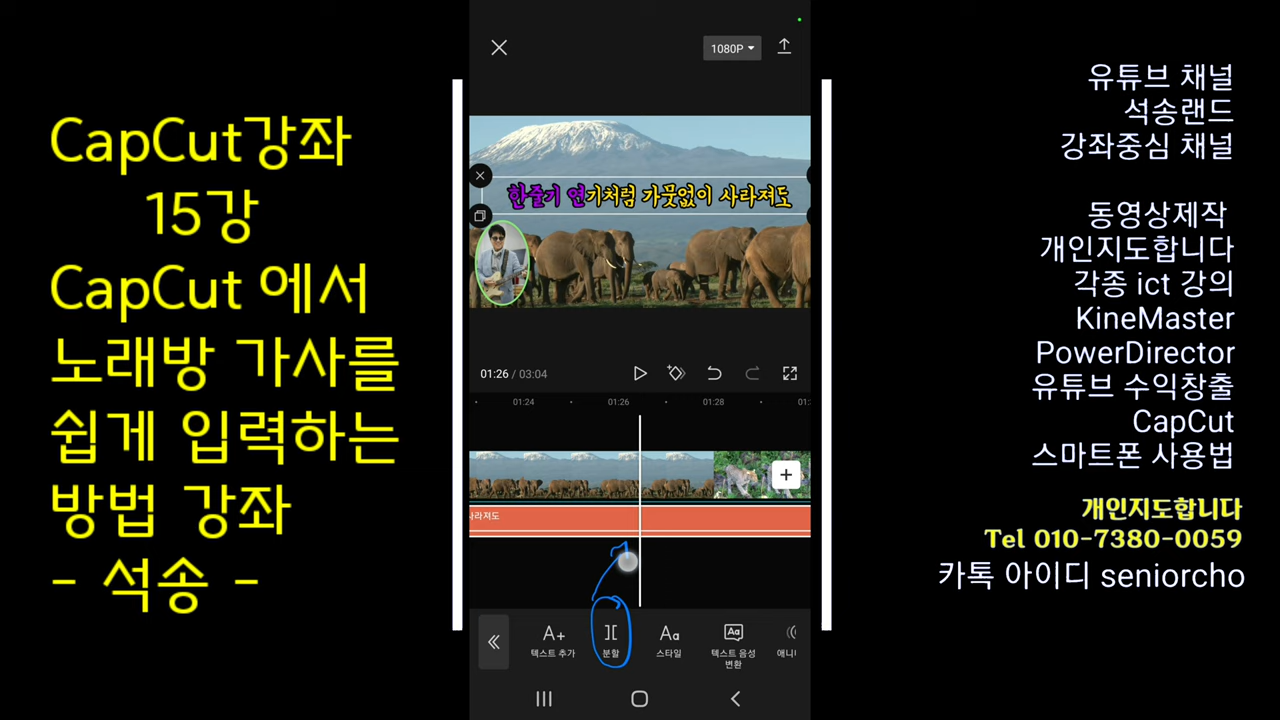 CapCut강좌
15강
CapCut 에서
노래방 가사를
쉽게 입력하는
방법 강좌
- 석송 -
1080P
한줄기 연기처럼 가뭇없이 사라져도
01:26 / 03:04
01:24 01:26 01:28 01:3
사라져도
텍스트 추가
분할
스타일
텍스트 음성
변환
애니
유튜브 채널
석송랜드
강좌중심 채널
동영상제작
개인지도합니다
각종 ict 강의
KineMaster
PowerDirector
유튜브 수익창출
CapCut
스마트폰 사용법
개인지도합니다
Tel 010-7380-0059
카톡 아이디 seniorcho